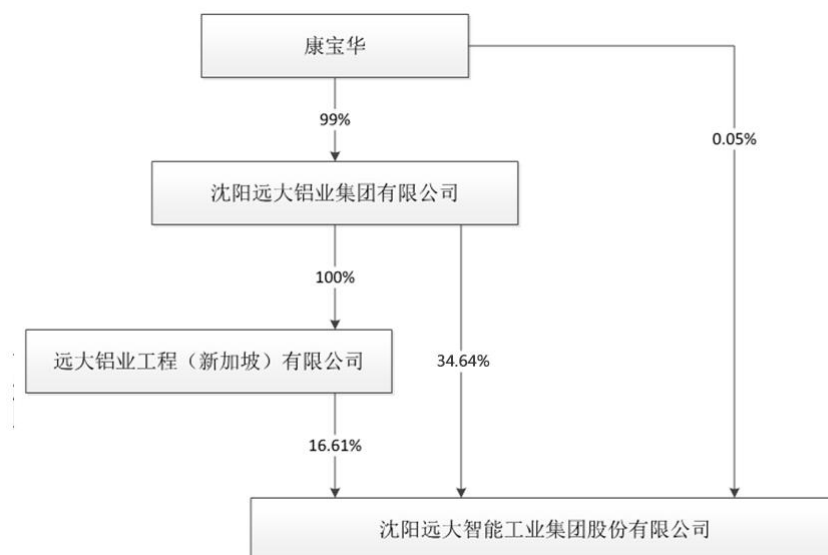 康宝华
99%
0.05%
沈阳远大铝业集团有限公司
100%
远大铝业工程（新加坡）有限公司
34.64%
16.61%
沈阳远大智能工业集团股份有限公司